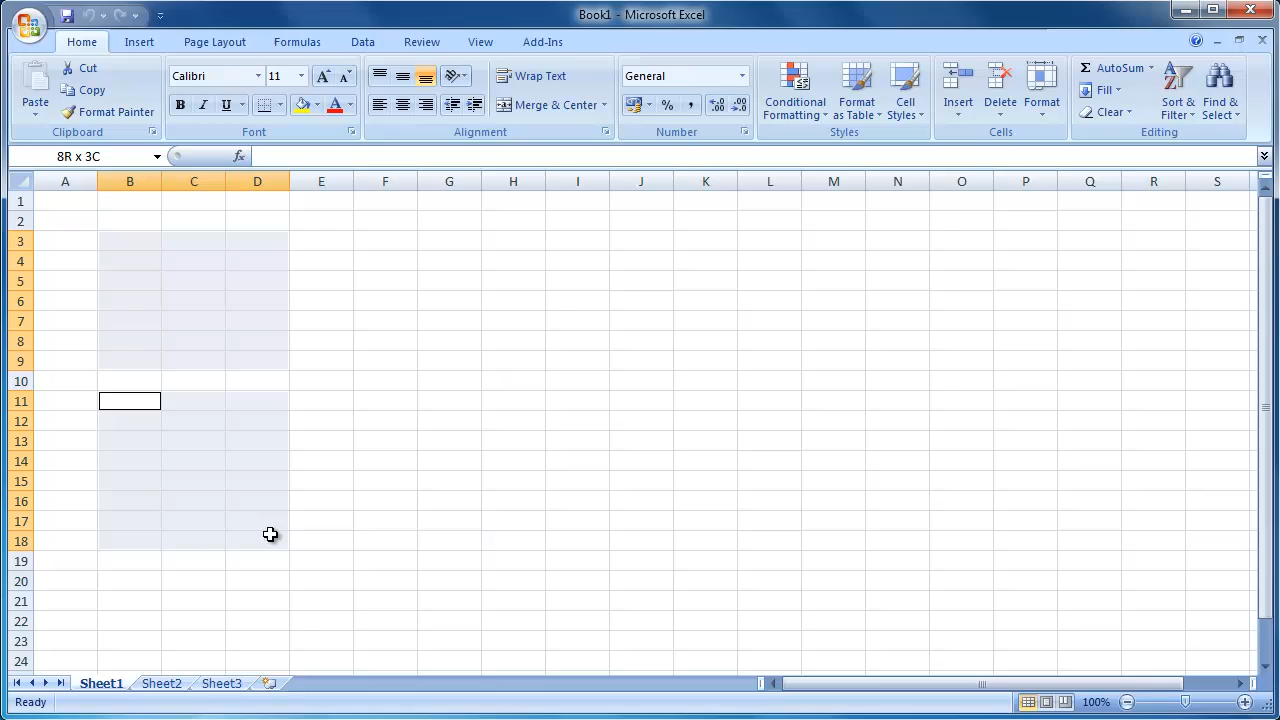 Book1 - Microsoft Excel
Home Insert Page Layout Formulas Data Review View Add-Ins
Paste
Cut
Copy
Format Painter
Clipboard
Calibri 11
B I U
Font
Wrap Text
Merge & Center
Alignment
General
% ,
Number
Conditional Formatting
Format as Table
Cell Styles
Styles
Insert
Delete
Format
Cells
AutoSum
Fill
Clear
Sort & Filter
Find & Select
Editing
8R x 3C fx
A B C D E F G H I J K L M N O P Q R S
1
2
3
4
5
6
7
8
9
10
11
12
13
14
15
16
17
18
19
20
21
22
23
24
Sheet1 Sheet2 Sheet3
Ready 100%